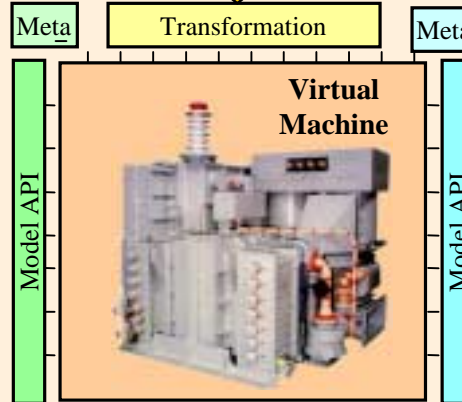 Meta
Transformation
Meta
Virtual
Machine
Model API
Model API